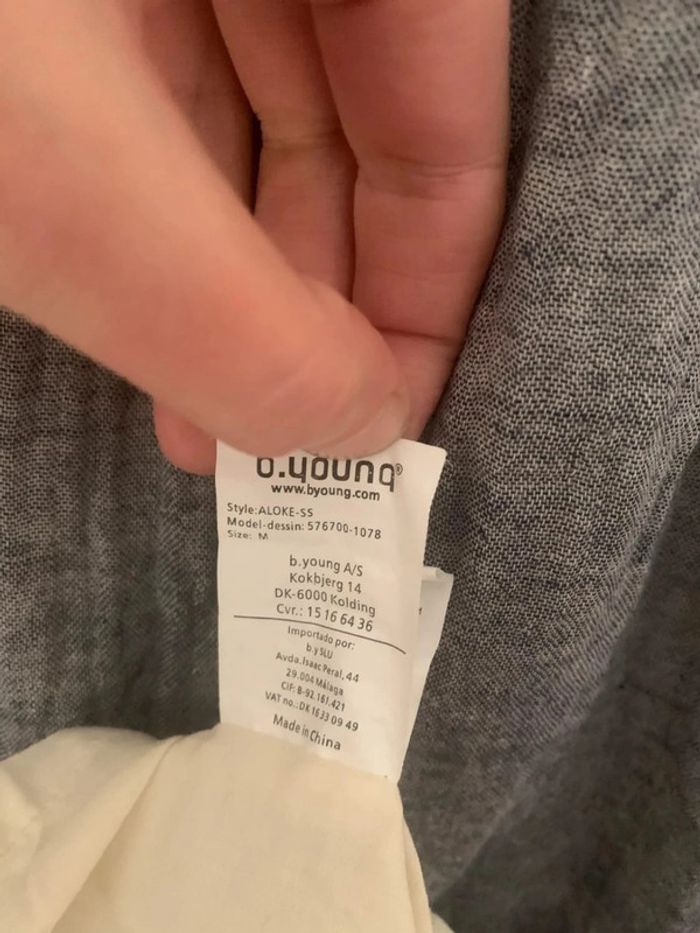 b.young®
www.byoung.com
Style:ALOKE-SS
Model-dessin: 576700-1078
Size: M
b.young A/S
Kokbjerg 14
DK-6000 Kolding
Cvr.: 15 16 64 36
Importado por:
b.y SLU
Avda.Isaac Peral, 44
29.004 Málaga
CIF: B-92.161.421
VAT no.:DK 16 33 09 49
Made in China